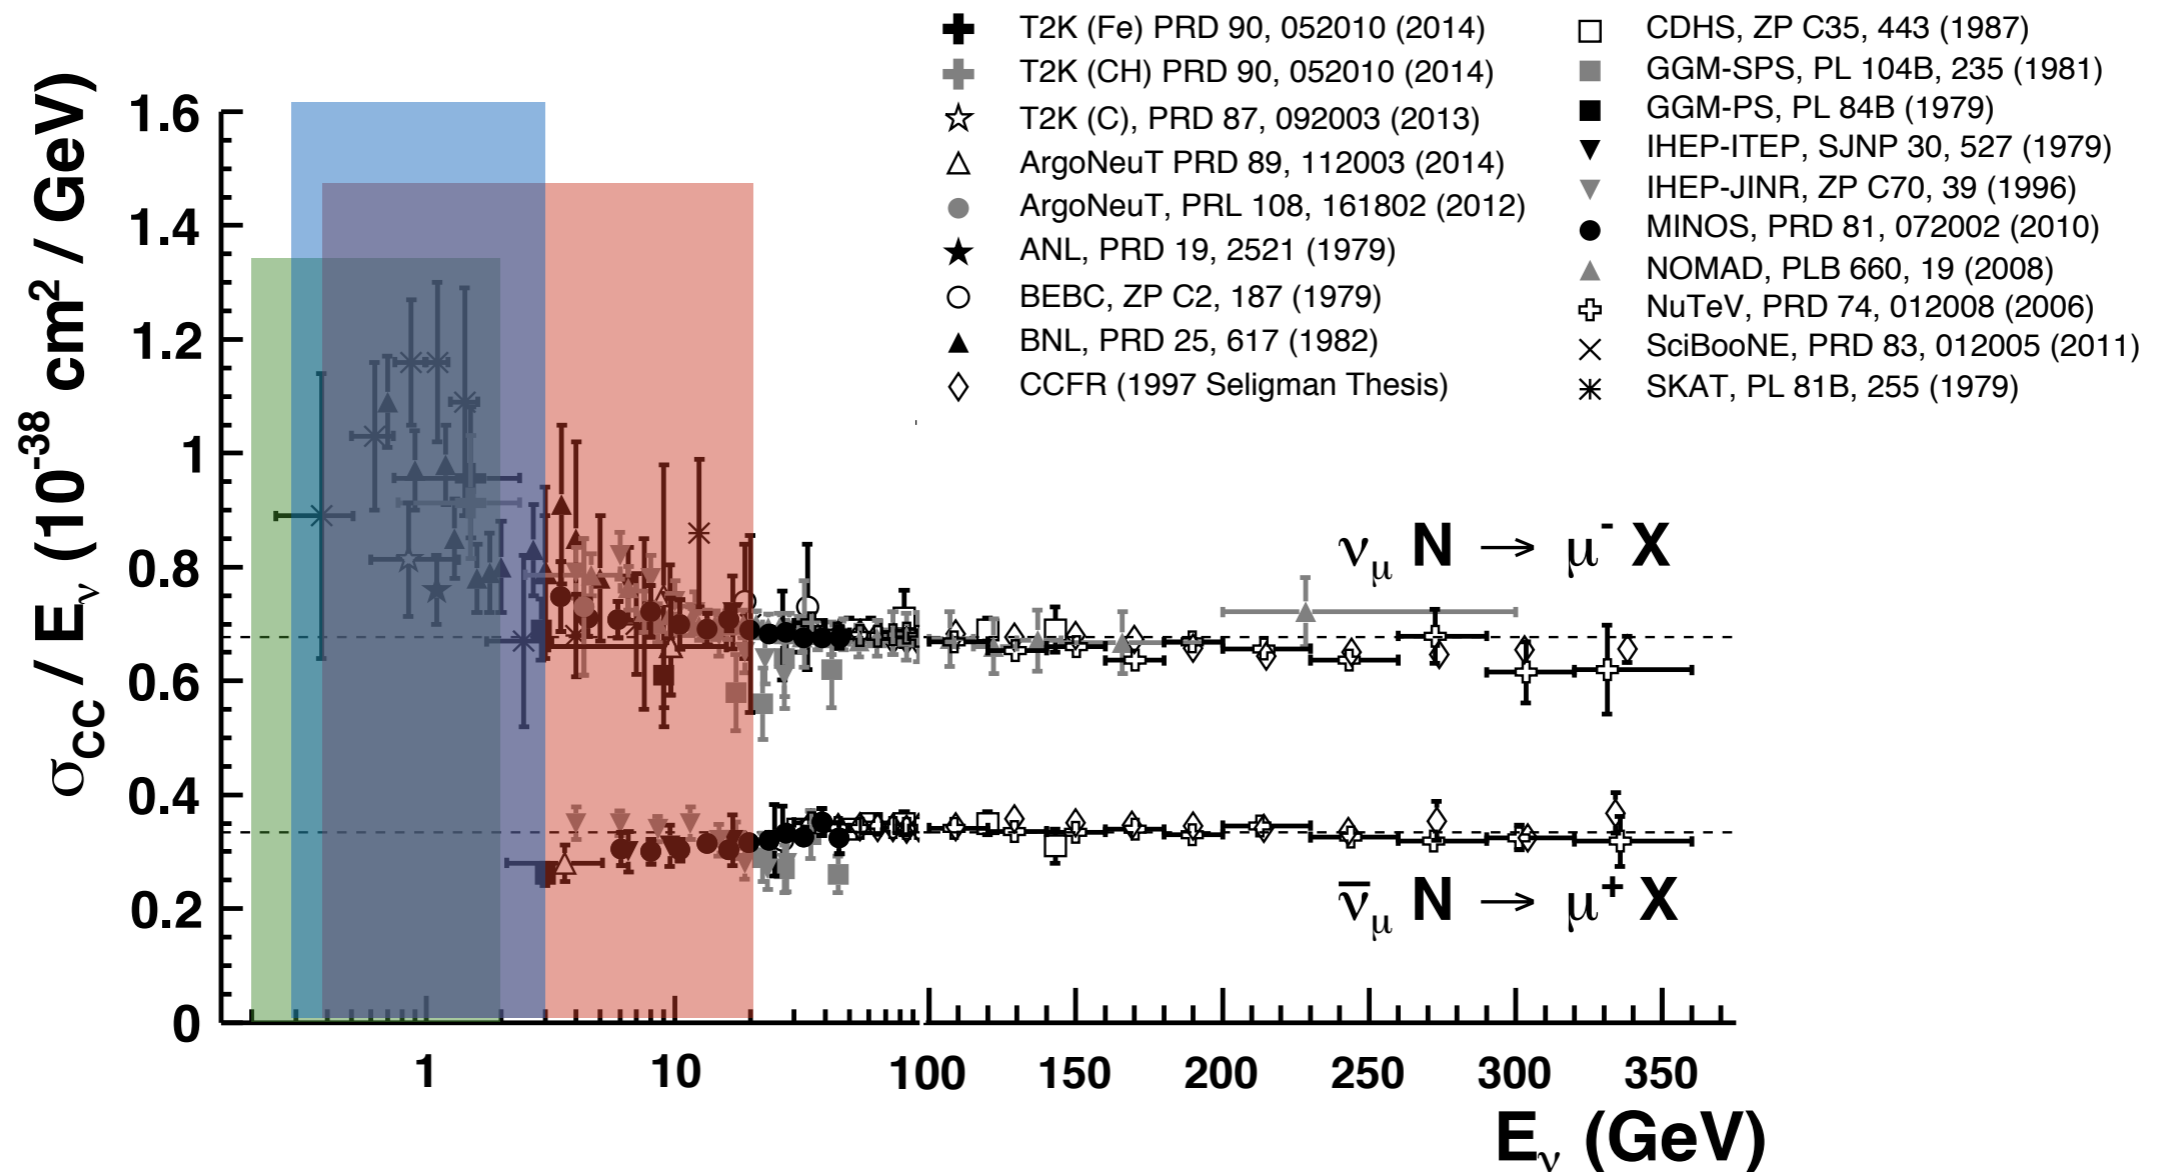 T2K (Fe) PRD 90, 052010 (2014)
T2K (CH) PRD 90, 052010 (2014)
T2K (C), PRD 87, 092003 (2013)
ArgoNeuT PRD 89, 112003 (2014)
ArgoNeuT, PRL 108, 161802 (2012)
ANL, PRD 19, 2521 (1979)
BEBC, ZP C2, 187 (1979)
BNL, PRD 25, 617 (1982)
CCFR (1997 Seligman Thesis)
CDHS, ZP C35, 443 (1987)
GGM-SPS, PL 104B, 235 (1981)
GGM-PS, PL 84B (1979)
IHEP-ITEP, SJNP 30, 527 (1979)
IHEP-JINR, ZP C70, 39 (1996)
MINOS, PRD 81, 072002 (2010)
NOMAD, PLB 660, 19 (2008)
NuTeV, PRD 74, 012008 (2006)
SciBooNE, PRD 83, 012005 (2011)
SKAT, PL 81B, 255 (1979)
σCC / Eν (10^-38 cm^2 / GeV)
1.6
1.4
1.2
1
0.8
0.6
0.4
0.2
0
νμ N → μ^- X
ν̅μ N → μ^+ X
1 10 100 150 200 250 300 350
Eν (GeV)